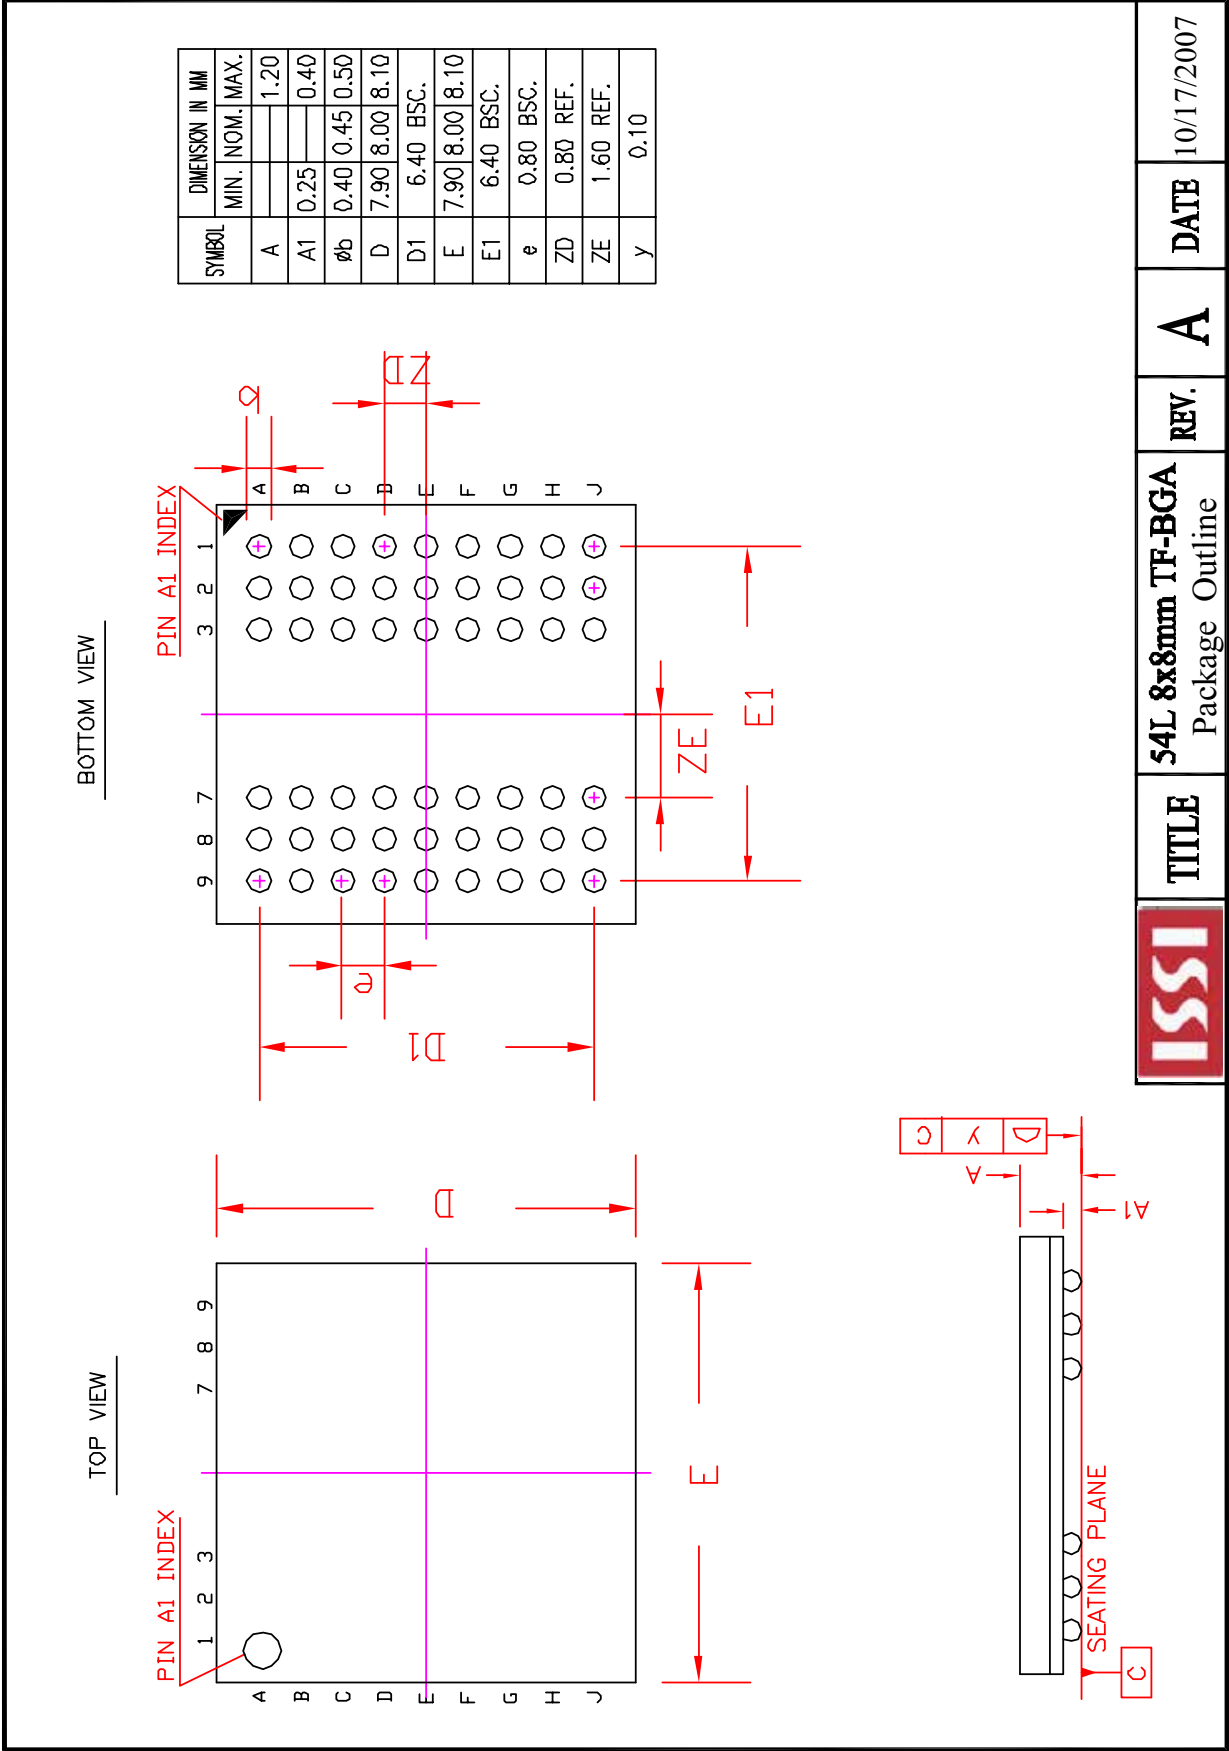 TOP VIEW
PIN A1 INDEX
1 2 3 7 8 9
A
B
C
D
E
F
G
H
J
D
E
BOTTOM VIEW
PIN A1 INDEX
9 8 7 3 2 1
A
B
C
D
E
F
G
H
J
b
ZD
e
D1
ZE
E1
SYMBOL DIMENSION IN MM
MIN. NOM. MAX.
A 1.20
A1 0.25 0.40
øb 0.40 0.45 0.50
D 7.90 8.00 8.10
D1 6.40 BSC.
E 7.90 8.00 8.10
E1 6.40 BSC.
e 0.80 BSC.
ZD 0.80 REF.
ZE 1.60 REF.
y 0.10
C y
A
A1
SEATING PLANE
C
ISSI
TITLE
54L 8x8mm TF-BGA
Package Outline
REV.
A
DATE
10/17/2007